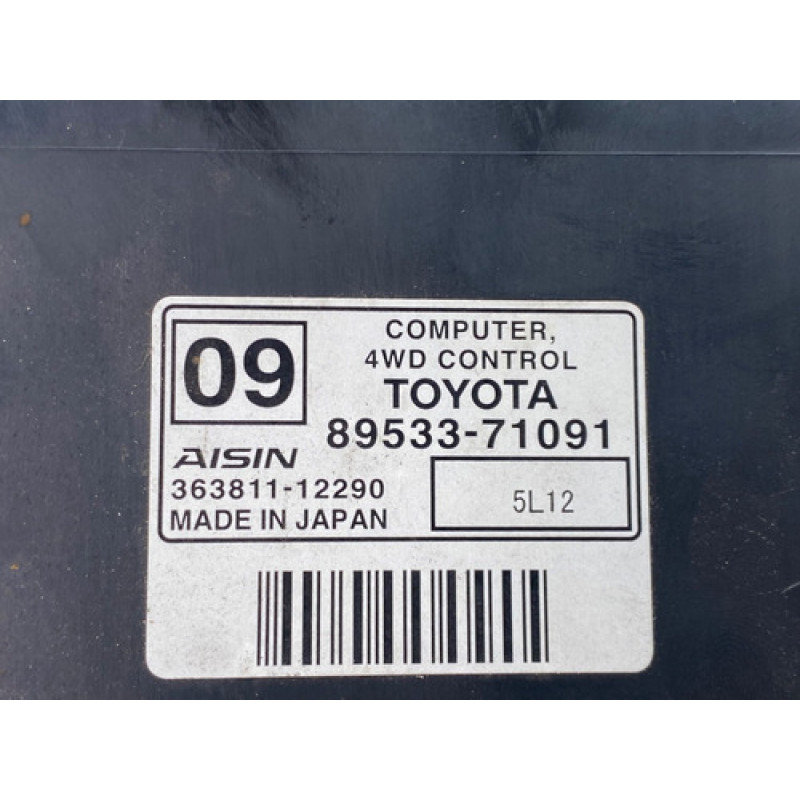 09
COMPUTER,
4WD CONTROL
TOYOTA
89533-71091
AISIN
363811-12290
MADE IN JAPAN
5L12